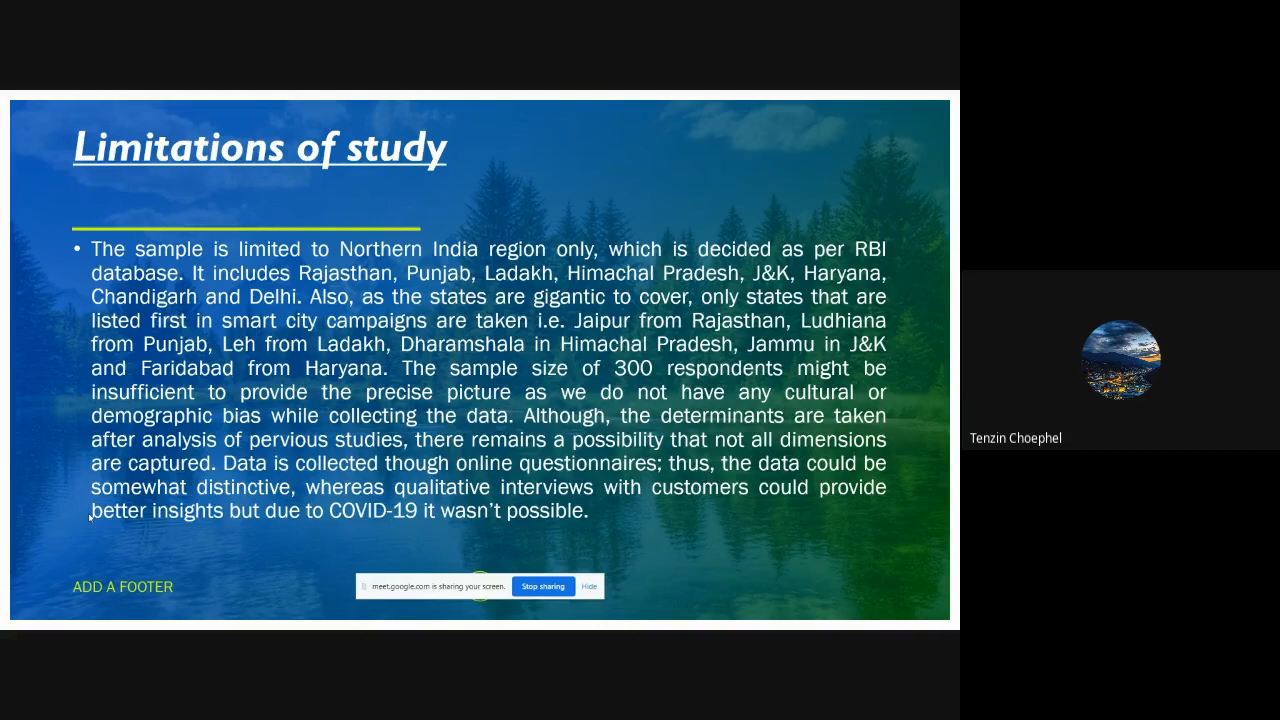 Limitations of study
• The sample is limited to Northern India region only, which is decided as per RBI
database. It includes Rajasthan, Punjab, Ladakh, Himachal Pradesh, J&K, Haryana,
Chandigarh and Delhi. Also, as the states are gigantic to cover, only states that are
listed first in smart city campaigns are taken i.e. Jaipur from Rajasthan, Ludhiana
from Punjab, Leh from Ladakh, Dharamshala in Himachal Pradesh, Jammu in J&K
and Faridabad from Haryana. The sample size of 300 respondents might be
insufficient to provide the precise picture as we do not have any cultural or
demographic bias while collecting the data. Although, the determinants are taken
after analysis of pervious studies, there remains a possibility that not all dimensions
are captured. Data is collected though online questionnaires; thus, the data could be
somewhat distinctive, whereas qualitative interviews with customers could provide
better insights but due to COVID-19 it wasn't possible.
ADD A FOOTER
meet.google.com is sharing your screen. Stop sharing Hide
Tenzin Choephel